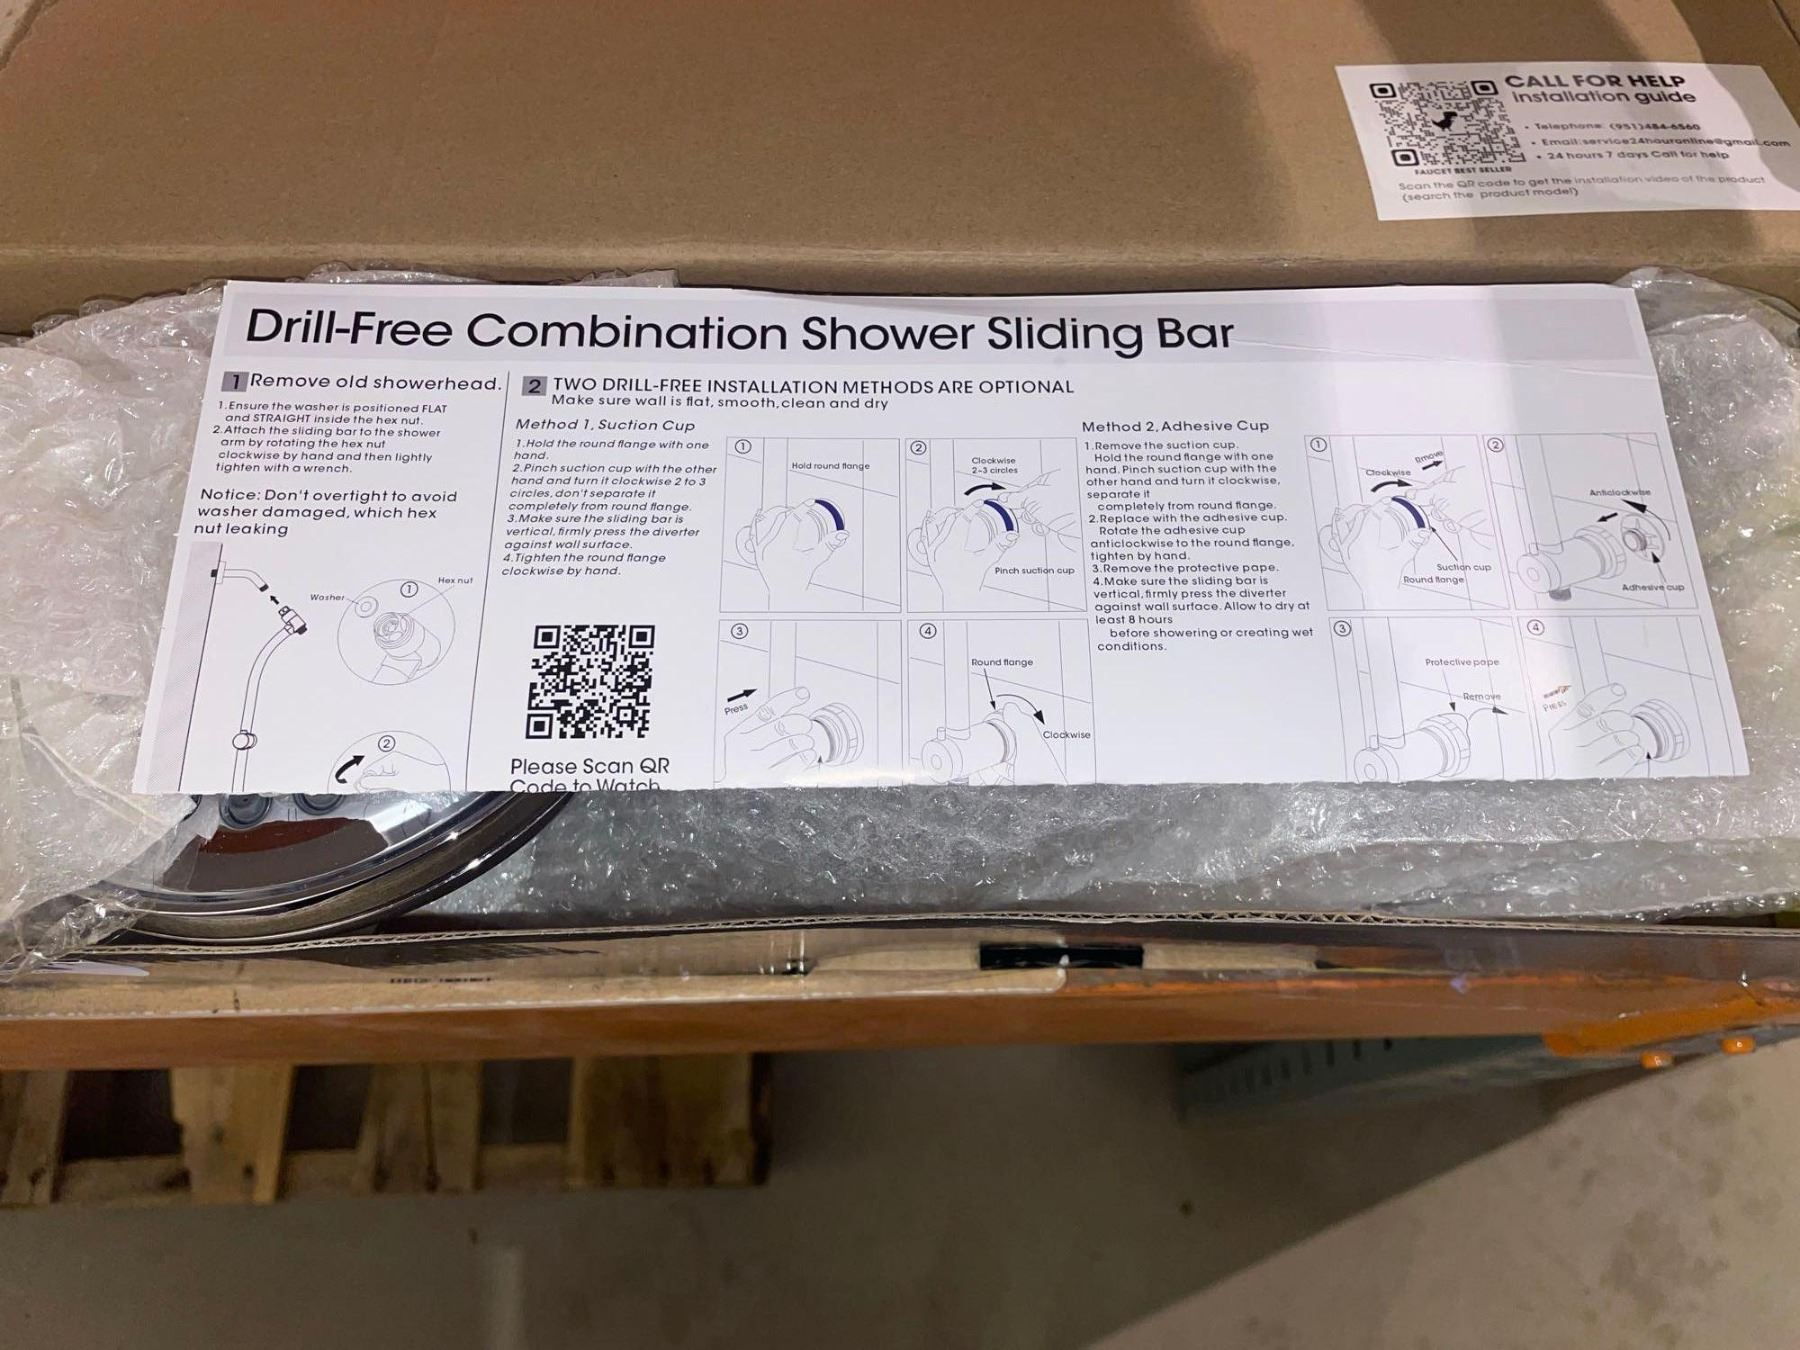 CALL FOR HELP
installation guide
• Telephone: (951)484-6560
• Email:service24houronline@gmail.com
• 24 hours 7 days Call for help
FAUCET BEST SELLER
Scan the QR code to get the installation video of the product
(search the product model)
Drill-Free Combination Shower Sliding Bar
1 Remove old showerhead.
1.Ensure the washer is positioned FLAT
and STRAIGHT inside the hex nut.
2.Attach the sliding bar to the shower
arm by rotating the hex nut
clockwise by hand and then lightly
tighten with a wrench.
Notice: Don't overtight to avoid
washer damaged, which hex
nut leaking
Washer
1
Hex nut
2
2 TWO DRILL-FREE INSTALLATION METHODS ARE OPTIONAL
Make sure wall is flat, smooth,clean and dry
Method 1, Suction Cup
1.Hold the round flange with one
hand.
2.Pinch suction cup with the other
hand and turn it clockwise 2 to 3
circles,don't separate it
completely from round flange.
3.Make sure the sliding bar is
vertical,firmly press the diverter
against wall surface.
4.Tighten the round flange
clockwise by hand.
Please Scan QR
Code to Watch
1
Hold round flange
2
Clockwise
2-3 circles
Pinch suction cup
3
Press
4
Round flange
Clockwise
Method 2, Adhesive Cup
1.Remove the suction cup.
Hold the round flange with one
hand. Pinch suction cup with the
other hand and turn it clockwise,
separate it
completely from round flange.
2.Replace with the adhesive cup.
Rotate the adhesive cup
anticlockwise to the round flange,
tighten by hand.
3.Remove the protective pape.
4.Make sure the sliding bar is
vertical,firmly press the diverter
against wall surface. Allow to dry at
least 8 hours
before showering or creating wet
conditions.
1
Clockwise
Rmove
Suction cup
Round flange
2
Anticlockwise
Adhesive cup
3
Protective pape
Remove
4
Press